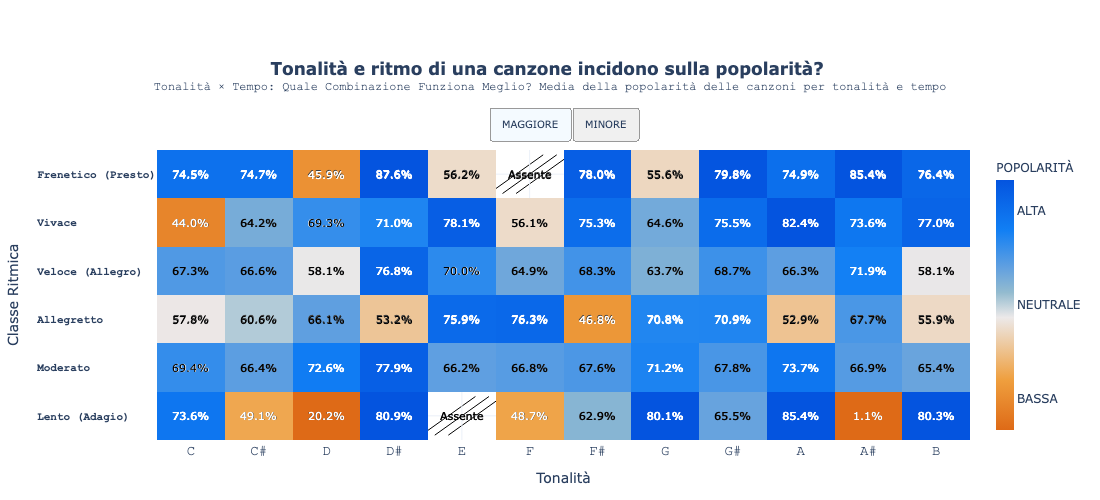 Tonalità e ritmo di una canzone incidono sulla popolarità?
Tonalità × Tempo: Quale Combinazione Funziona Meglio? Media della popolarità delle canzoni per tonalità e tempo
MAGGIORE MINORE
POPOLARITÀ
Frenetico (Presto) 74.5% 74.7% 45.9% 87.6% 56.2% Assente 78.0% 55.6% 79.8% 74.9% 85.4% 76.4%
ALTA
Vivace 44.0% 64.2% 69.3% 71.0% 78.1% 56.1% 75.3% 64.6% 75.5% 82.4% 73.6% 77.0%
Veloce (Allegro) 67.3% 66.6% 58.1% 76.8% 70.0% 64.9% 68.3% 63.7% 68.7% 66.3% 71.9% 58.1%
NEUTRALE
Allegretto 57.8% 60.6% 66.1% 53.2% 75.9% 76.3% 46.8% 70.8% 70.9% 52.9% 67.7% 55.9%
Moderato 69.4% 66.4% 72.6% 77.9% 66.2% 66.8% 67.6% 71.2% 67.8% 73.7% 66.9% 65.4%
BASSA
Lento (Adagio) 73.6% 49.1% 20.2% 80.9% Assente 48.7% 62.9% 80.1% 65.5% 85.4% 1.1% 80.3%
C C# D D# E F F# G G# A A# B
Classe Ritmica
Tonalità